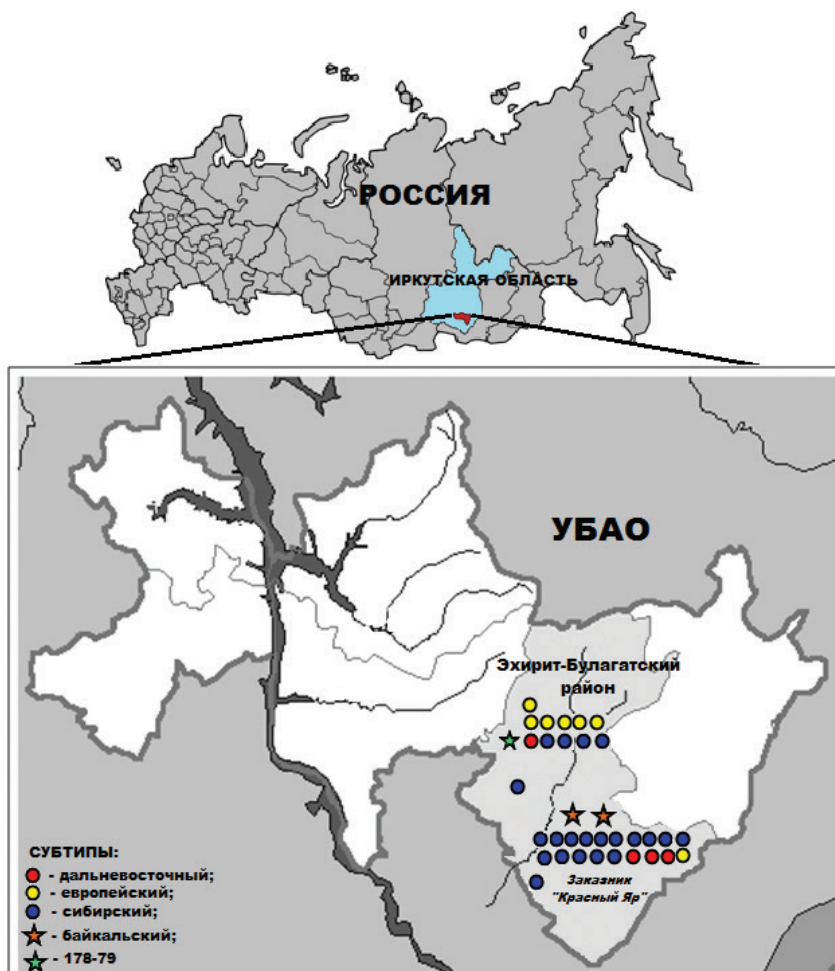 РОССИЯ
ИРКУТСКАЯ ОБЛАСТЬ
УБАО
Эхирит-Булагатский
район
СУБТИПЫ:
- дальневосточный;
- европейский;
- сибирский;
- байкальский;
- 178-79
Заказник
"Красный Яр"